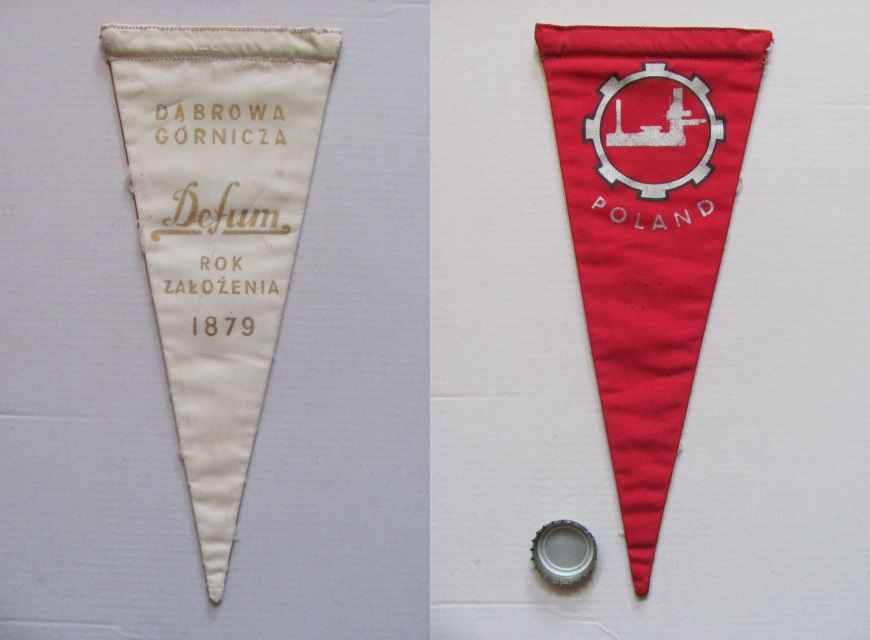 DĄBROWA
GÓRNICZA
Defum
ROK
ZAŁOŻENIA
1879
POLAND